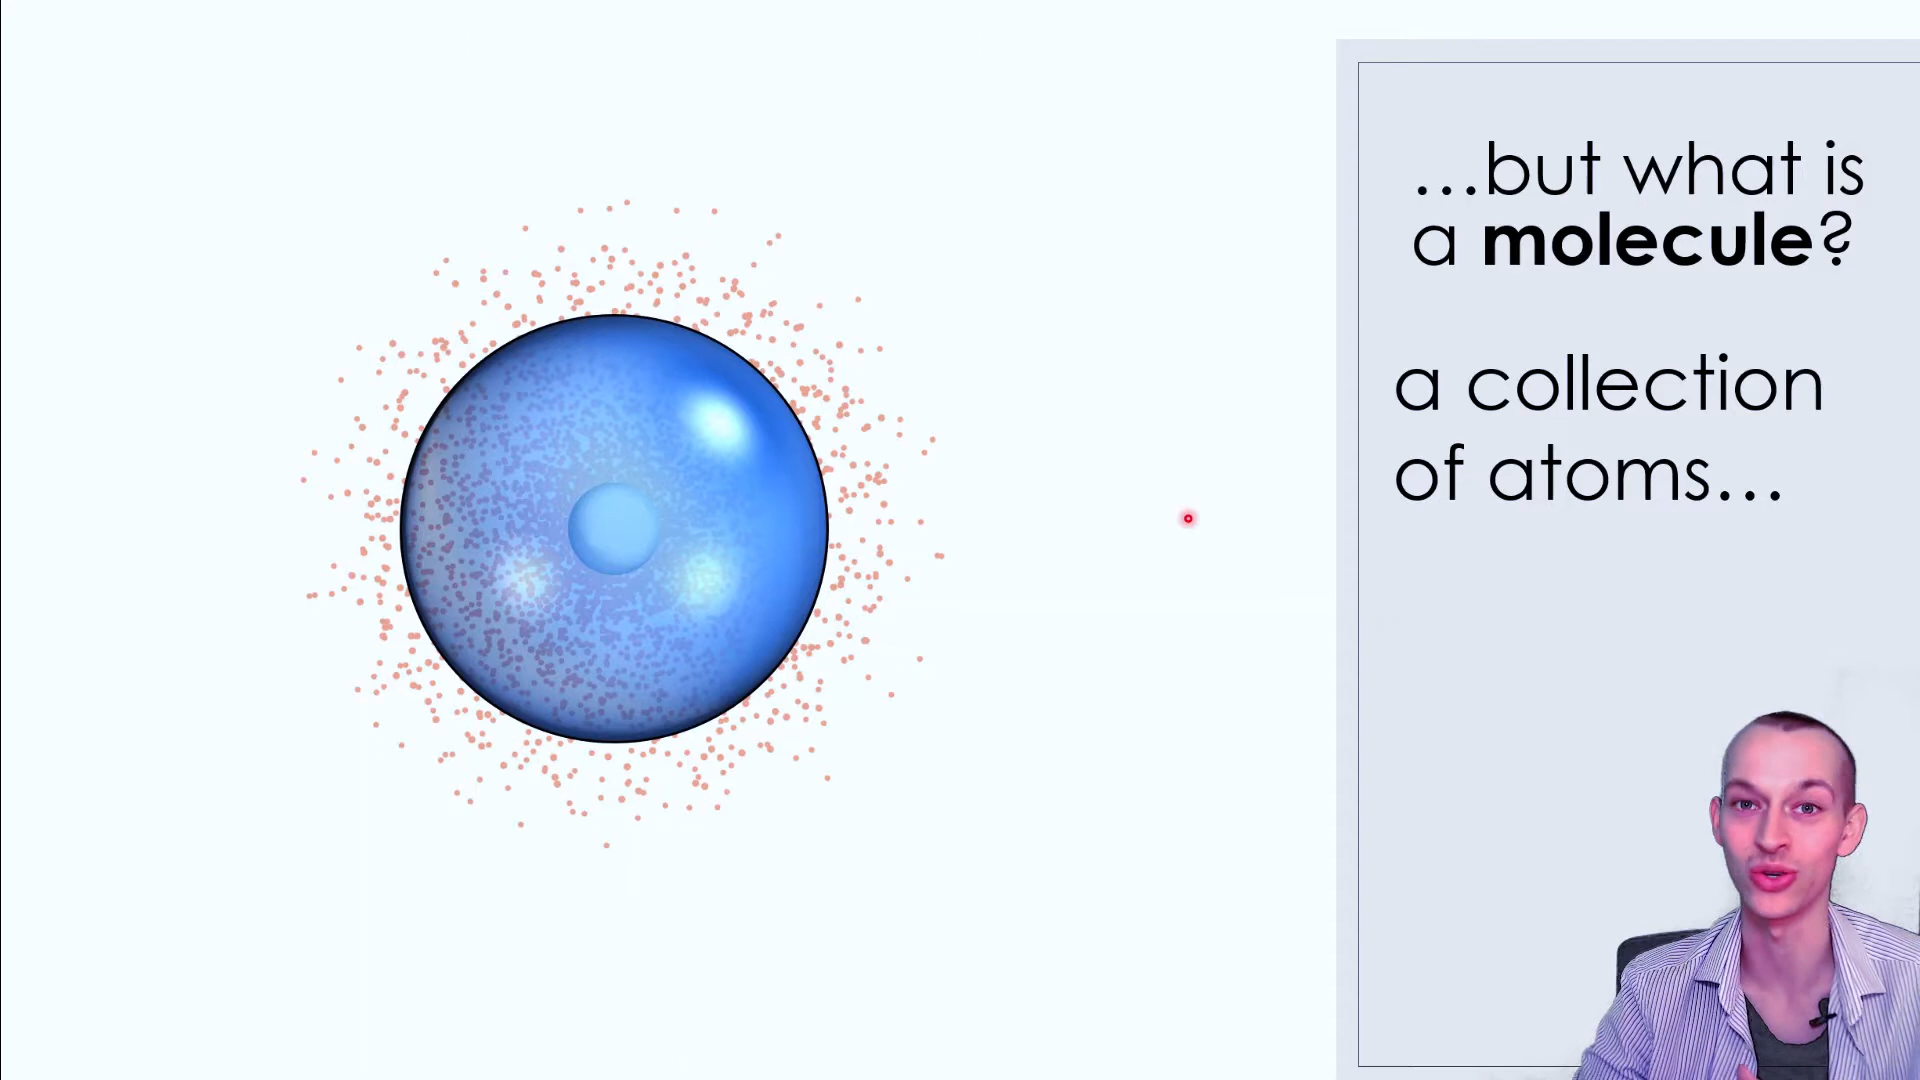 …but what is
a molecule?
a collection
of atoms…